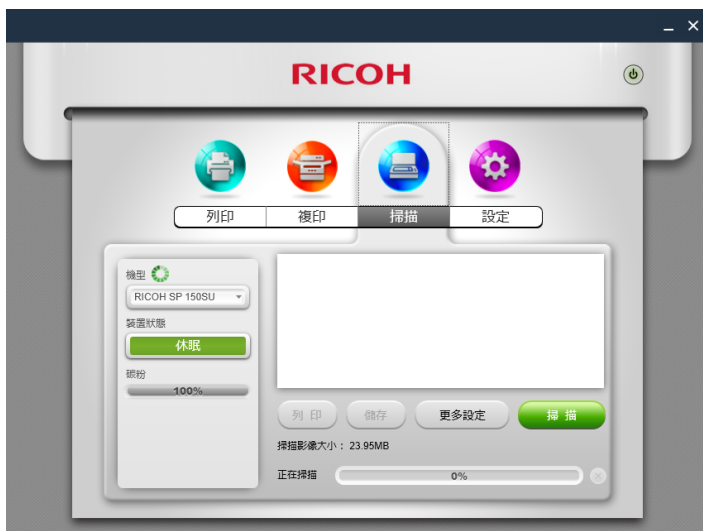 RICOH
列印 複印 掃描 設定
機型
RICOH SP 150SU
裝置狀態
休眠
碳粉
100%
列 印 儲存 更多設定 掃 描
掃描影像大小： 23.95MB
正在掃描 0%